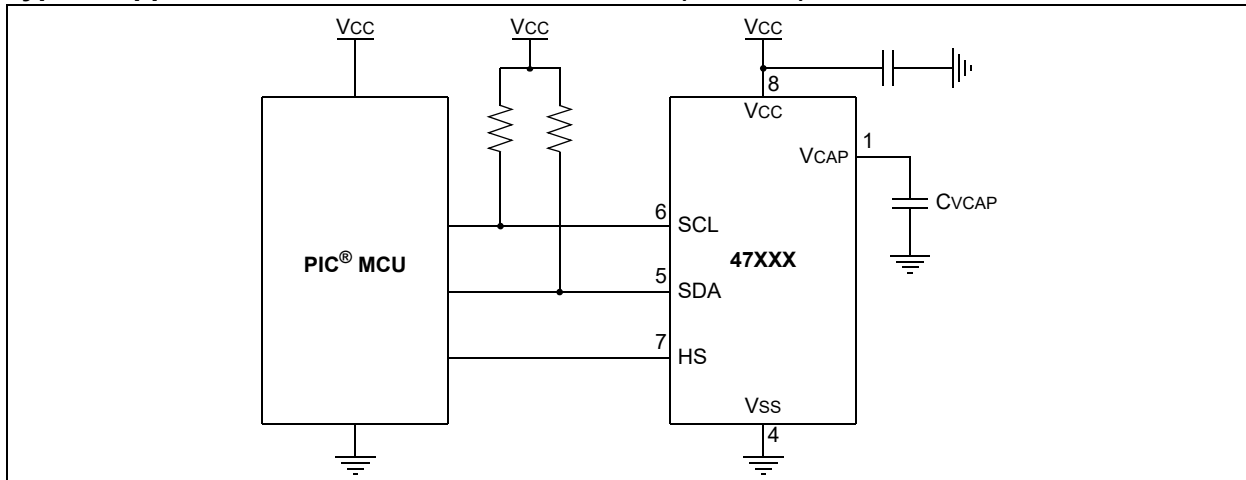 VCC VCC VCC
8
VCC
1
VCAP
CVCAP
6 SCL
PIC® MCU
47XXX
5 SDA
7 HS
VSS
4